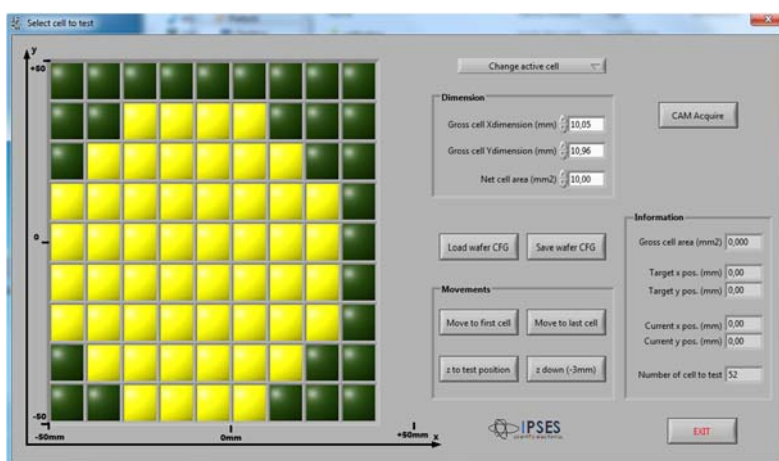 Select cell to test
y
+50
0
-50
-50mm
0mm
+50mm
x
Change active cell
Dimension
Gross cell Xdimension (mm) 10,05
Gross cell Ydimension (mm) 10,96
Net cell area (mm2) 10,00
CAM Acquire
Load wafer CFG
Save wafer CFG
Movements
Move to first cell
Move to last cell
z to test position
z down (-3mm)
Information
Gross cell area (mm2) 0,000
Target x pos. (mm) 0,00
Target y pos. (mm) 0,00
Current x pos. (mm) 0,00
Current y pos. (mm) 0,00
Number of cell to test 52
IPSES
scientific electronics
EXIT